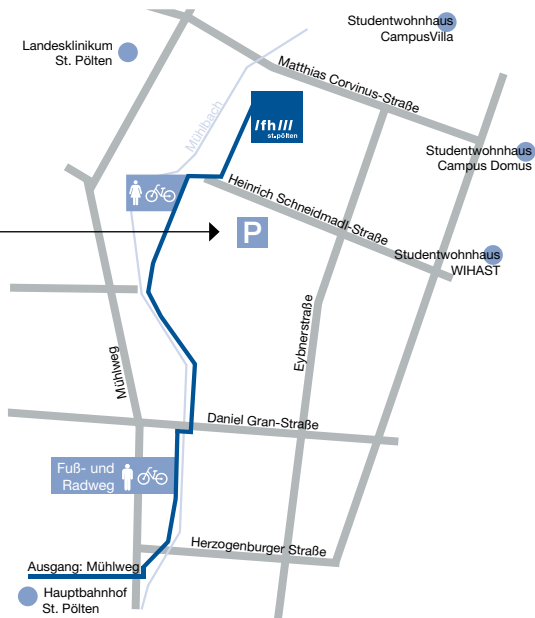 Studentwohnhaus
CampusVilla
Landesklinikum
St. Pölten
Matthias Corvinus-Straße
Mühlbach
/fh///
st.pölten
Studentwohnhaus
Campus Domus
Heinrich Schneidmadl-Straße
P
Studentwohnhaus
WIHAST
Eybnerstraße
Mühlweg
Daniel Gran-Straße
Fuß- und
Radweg
Herzogenburger Straße
Ausgang: Mühlweg
Hauptbahnhof
St. Pölten